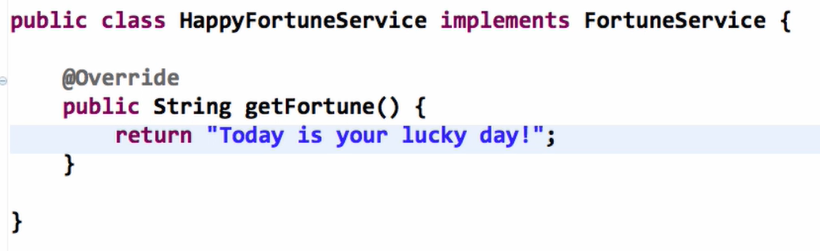 public class HappyFortuneService implements FortuneService {
@Override
public String getFortune() {
return "Today is your lucky day!";
}
}